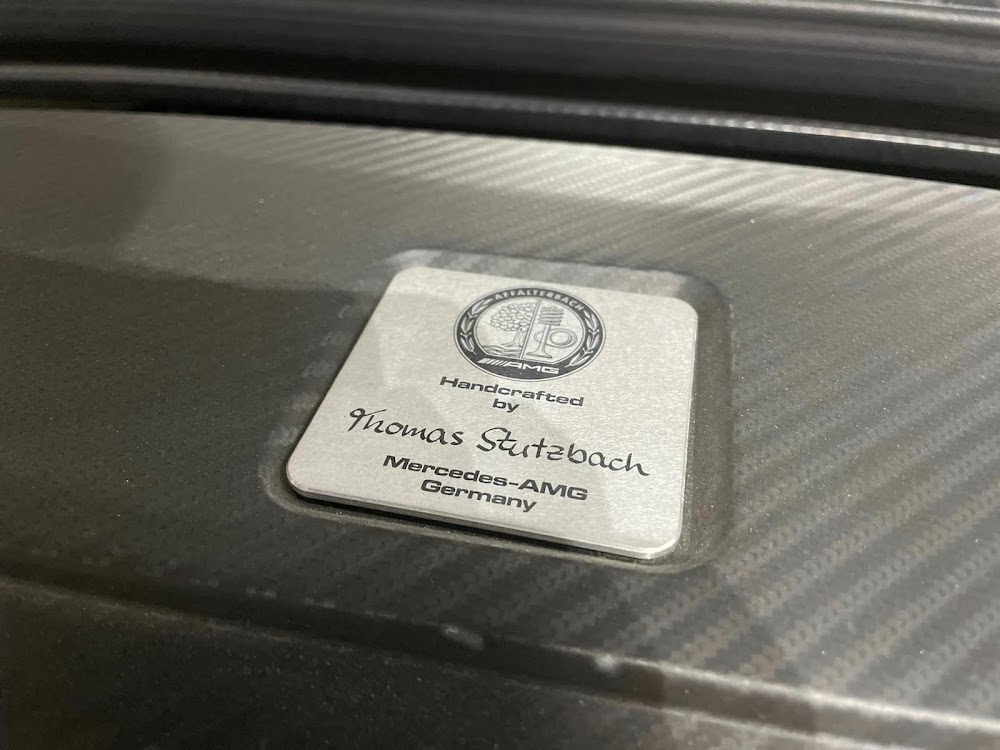 AFFALTERBACH
AMG
Handcrafted
by
Thomas Stutzbach
Mercedes-AMG
Germany